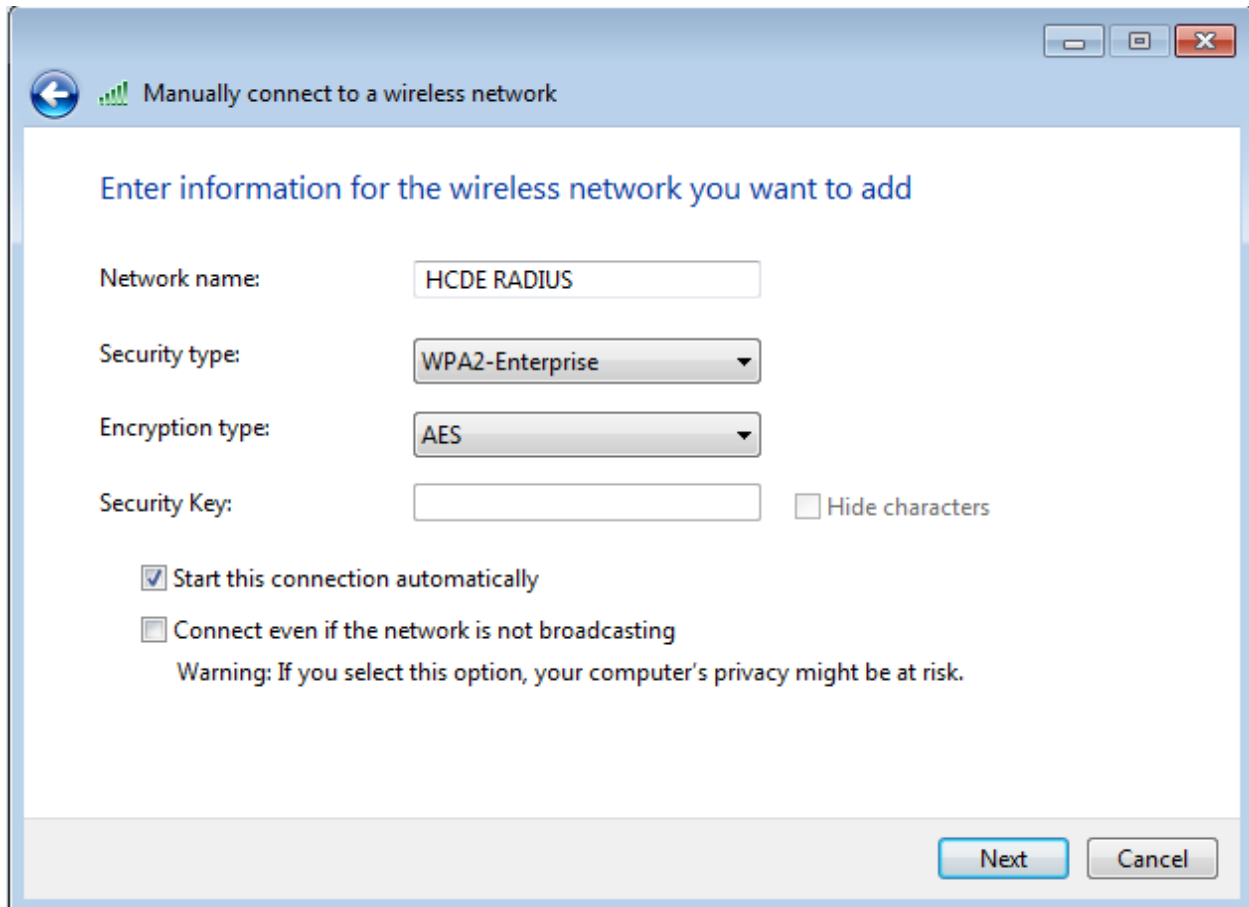 Manually connect to a wireless network
Enter information for the wireless network you want to add
Network name: HCDE RADIUS
Security type: WPA2-Enterprise
Encryption type: AES
Security Key: Hide characters
Start this connection automatically
Connect even if the network is not broadcasting
Warning: If you select this option, your computer's privacy might be at risk.
Next Cancel